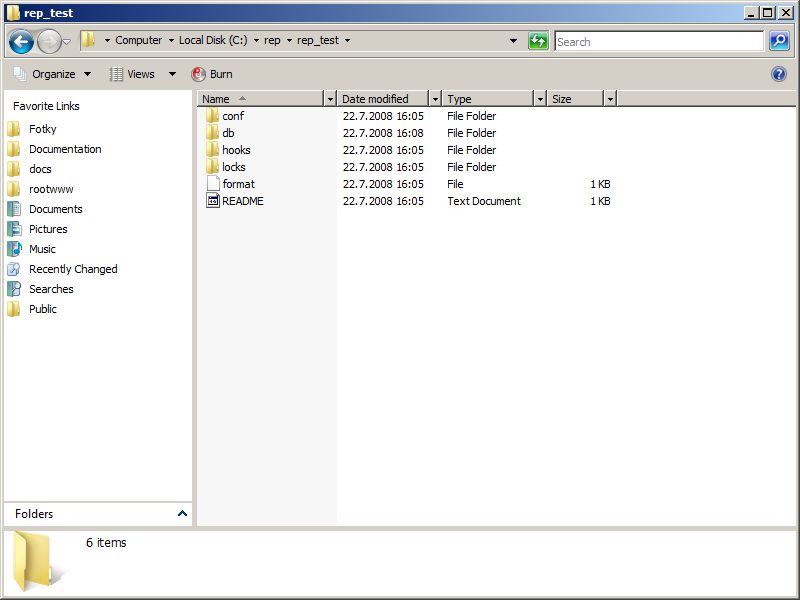 rep_test
Computer Local Disk (C:) rep rep_test Search
Organize Views Burn ?
Favorite Links
Fotky
Documentation
docs
rootwww
Documents
Pictures
Music
Recently Changed
Searches
Public
Folders
Name Date modified Type Size
conf 22.7.2008 16:05 File Folder
db 22.7.2008 16:08 File Folder
hooks 22.7.2008 16:05 File Folder
locks 22.7.2008 16:05 File Folder
format 22.7.2008 16:05 File 1 KB
README 22.7.2008 16:05 Text Document 1 KB
6 items